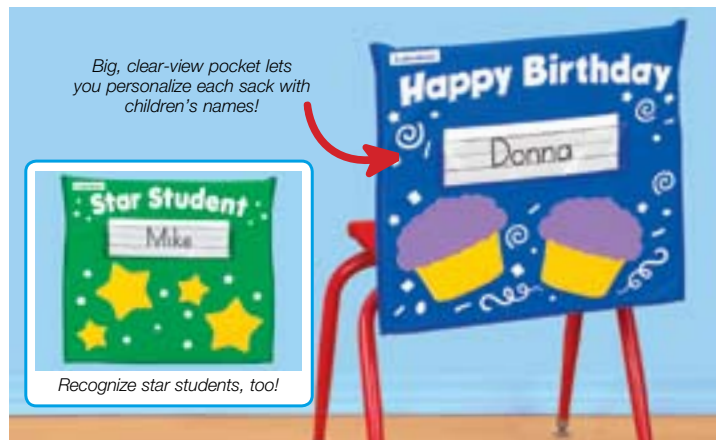 Big, clear-view pocket lets
you personalize each sack with
children's names!
Happy Birthday
Donna
Star Student
Mike
Recognize star students, too!